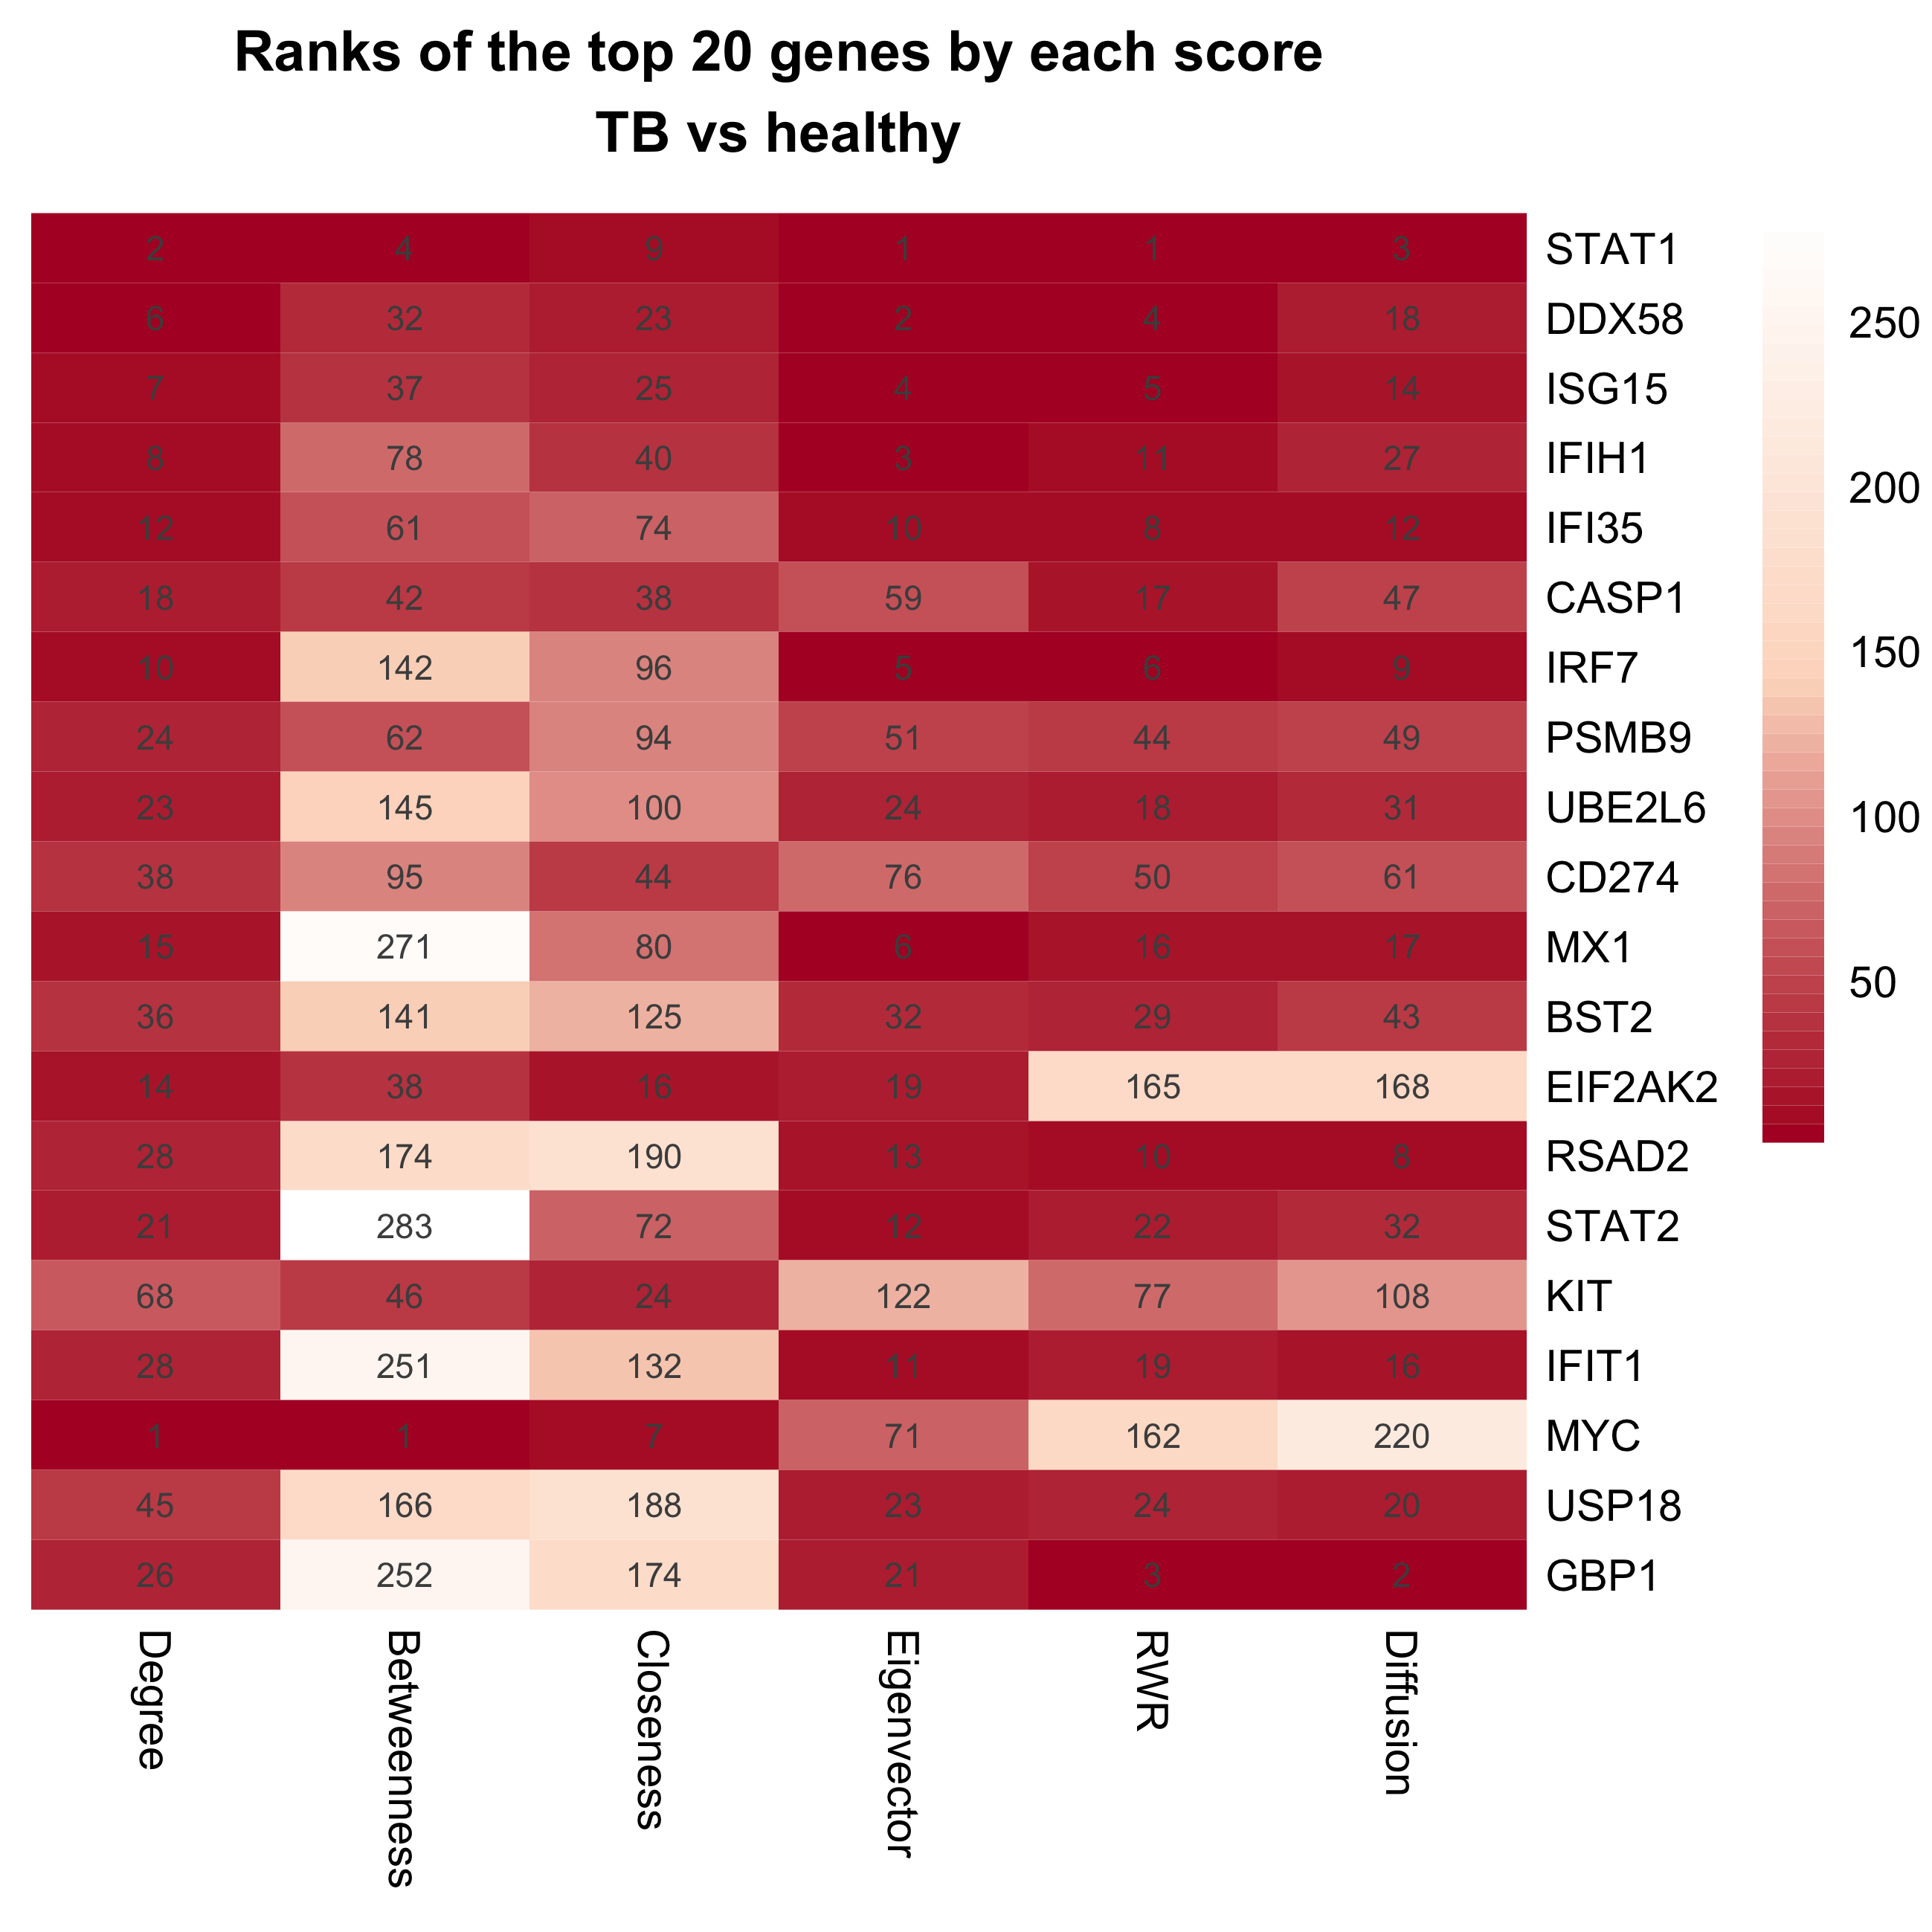 Ranks of the top 20 genes by each score
TB vs healthy
2 4 9 1 1 3 STAT1
6 32 23 2 4 18 DDX58
7 37 25 4 5 14 ISG15
8 78 40 3 11 27 IFIH1
12 61 74 10 8 12 IFI35
18 42 38 59 17 47 CASP1
10 142 96 5 6 9 IRF7
24 62 94 51 44 49 PSMB9
23 145 100 24 18 31 UBE2L6
38 95 44 76 50 61 CD274
15 271 80 6 16 17 MX1
36 141 125 32 29 43 BST2
14 38 16 19 165 168 EIF2AK2
28 174 190 13 10 8 RSAD2
21 283 72 12 22 32 STAT2
68 46 24 122 77 108 KIT
28 251 132 11 19 16 IFIT1
1 1 7 71 162 220 MYC
45 166 188 23 24 20 USP18
26 252 174 21 3 2 GBP1
Degree Betweenness Closeness Eigenvector RWR Diffusion
250
200
150
100
50